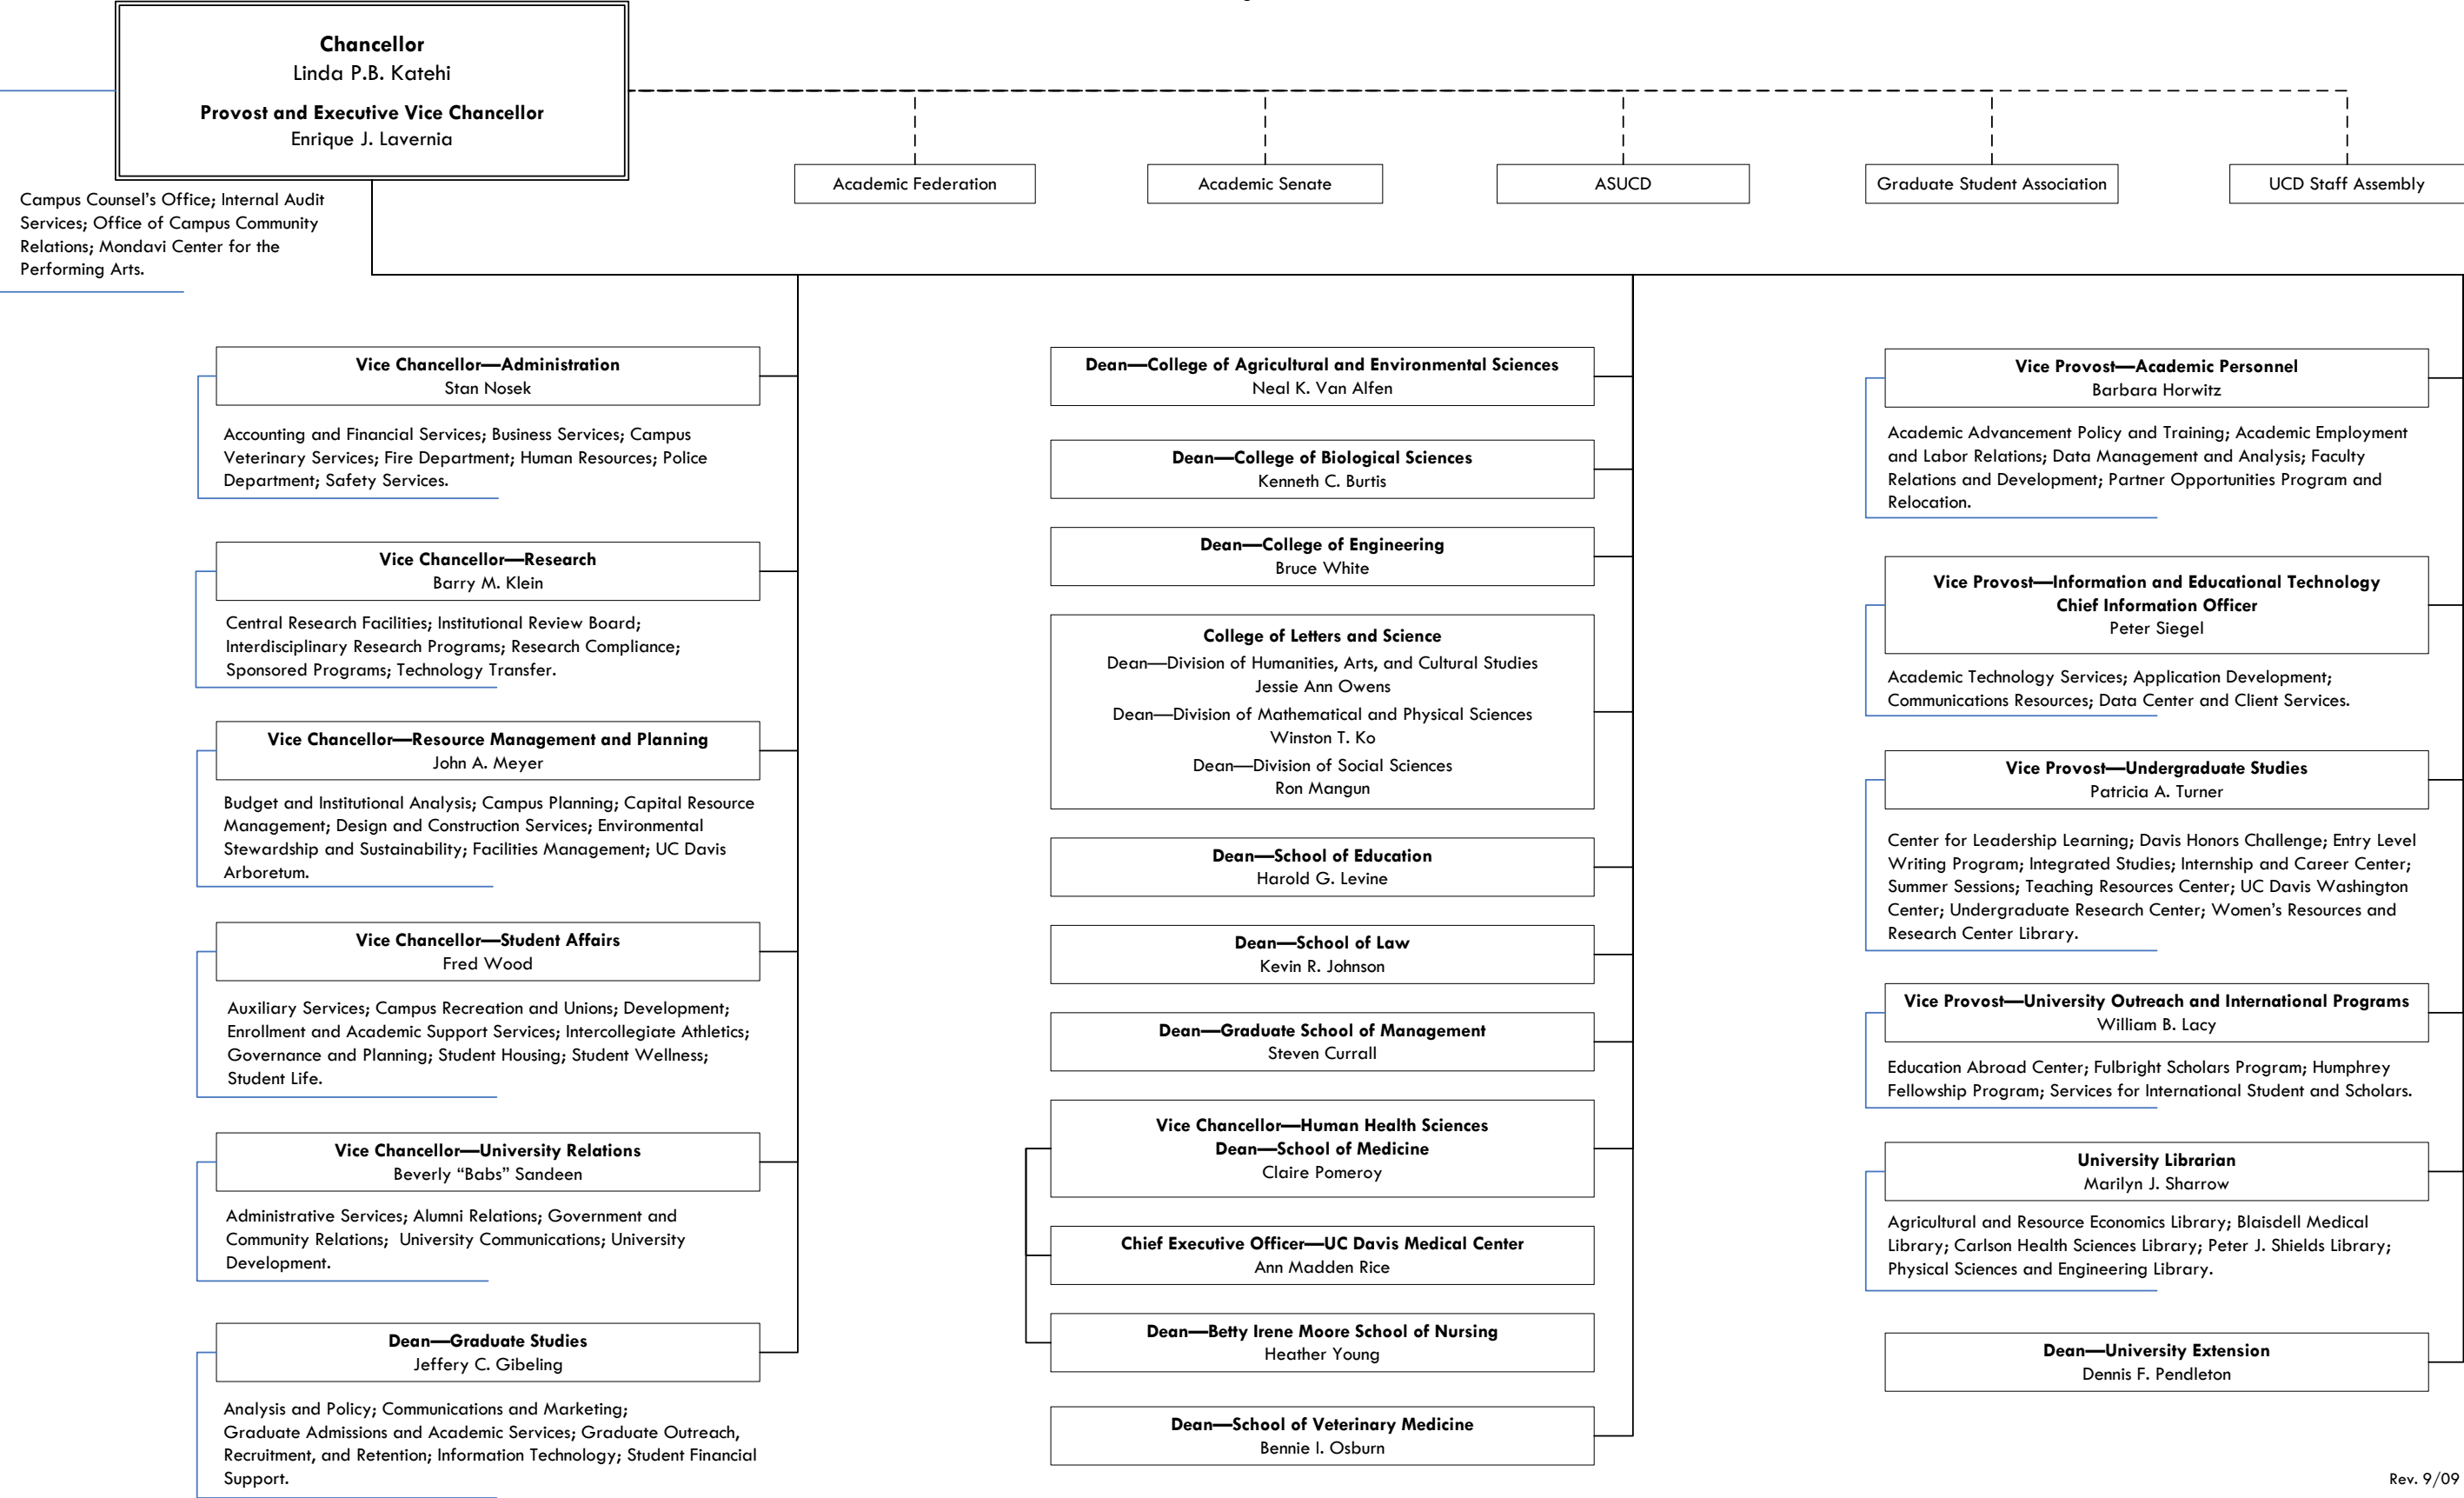 Chancellor
Linda P.B. Katehi
Provost and Executive Vice Chancellor
Enrique J. Lavernia
Academic Federation
Academic Senate
ASUCD
Graduate Student Association
UCD Staff Assembly
Campus Counsel's Office; Internal Audit
Services; Office of Campus Community
Relations; Mondavi Center for the
Performing Arts.
Vice Chancellor—Administration
Stan Nosek
Accounting and Financial Services; Business Services; Campus
Veterinary Services; Fire Department; Human Resources; Police
Department; Safety Services.
Vice Chancellor—Research
Barry M. Klein
Central Research Facilities; Institutional Review Board;
Interdisciplinary Research Programs; Research Compliance;
Sponsored Programs; Technology Transfer.
Vice Chancellor—Resource Management and Planning
John A. Meyer
Budget and Institutional Analysis; Campus Planning; Capital Resource
Management; Design and Construction Services; Environmental
Stewardship and Sustainability; Facilities Management; UC Davis
Arboretum.
Vice Chancellor—Student Affairs
Fred Wood
Auxiliary Services; Campus Recreation and Unions; Development;
Enrollment and Academic Support Services; Intercollegiate Athletics;
Governance and Planning; Student Housing; Student Wellness;
Student Life.
Vice Chancellor—University Relations
Beverly “Babs” Sandeen
Administrative Services; Alumni Relations; Government and
Community Relations;  University Communications; University
Development.
Dean—Graduate Studies
Jeffery C. Gibeling
Analysis and Policy; Communications and Marketing;
Graduate Admissions and Academic Services; Graduate Outreach,
Recruitment, and Retention; Information Technology; Student Financial
Support.
Dean—College of Agricultural and Environmental Sciences
Neal K. Van Alfen
Dean—College of Biological Sciences
Kenneth C. Burtis
Dean—College of Engineering
Bruce White
College of Letters and Science
Dean—Division of Humanities, Arts, and Cultural Studies
Jessie Ann Owens
Dean—Division of Mathematical and Physical Sciences
Winston T. Ko
Dean—Division of Social Sciences
Ron Mangun
Dean—School of Education
Harold G. Levine
Dean—School of Law
Kevin R. Johnson
Dean—Graduate School of Management
Steven Currall
Vice Chancellor—Human Health Sciences
Dean—School of Medicine
Claire Pomeroy
Chief Executive Officer—UC Davis Medical Center
Ann Madden Rice
Dean—Betty Irene Moore School of Nursing
Heather Young
Dean—School of Veterinary Medicine
Bennie I. Osburn
Vice Provost—Academic Personnel
Barbara Horwitz
Academic Advancement Policy and Training; Academic Employment
and Labor Relations; Data Management and Analysis; Faculty
Relations and Development; Partner Opportunities Program and
Relocation.
Vice Provost—Information and Educational Technology
Chief Information Officer
Peter Siegel
Academic Technology Services; Application Development;
Communications Resources; Data Center and Client Services.
Vice Provost—Undergraduate Studies
Patricia A. Turner
Center for Leadership Learning; Davis Honors Challenge; Entry Level
Writing Program; Integrated Studies; Internship and Career Center;
Summer Sessions; Teaching Resources Center; UC Davis Washington
Center; Undergraduate Research Center; Women’s Resources and
Research Center Library.
Vice Provost—University Outreach and International Programs
William B. Lacy
Education Abroad Center; Fulbright Scholars Program; Humphrey
Fellowship Program; Services for International Student and Scholars.
University Librarian
Marilyn J. Sharrow
Agricultural and Resource Economics Library; Blaisdell Medical
Library; Carlson Health Sciences Library; Peter J. Shields Library;
Physical Sciences and Engineering Library.
Dean—University Extension
Dennis F. Pendleton
Rev. 9/09